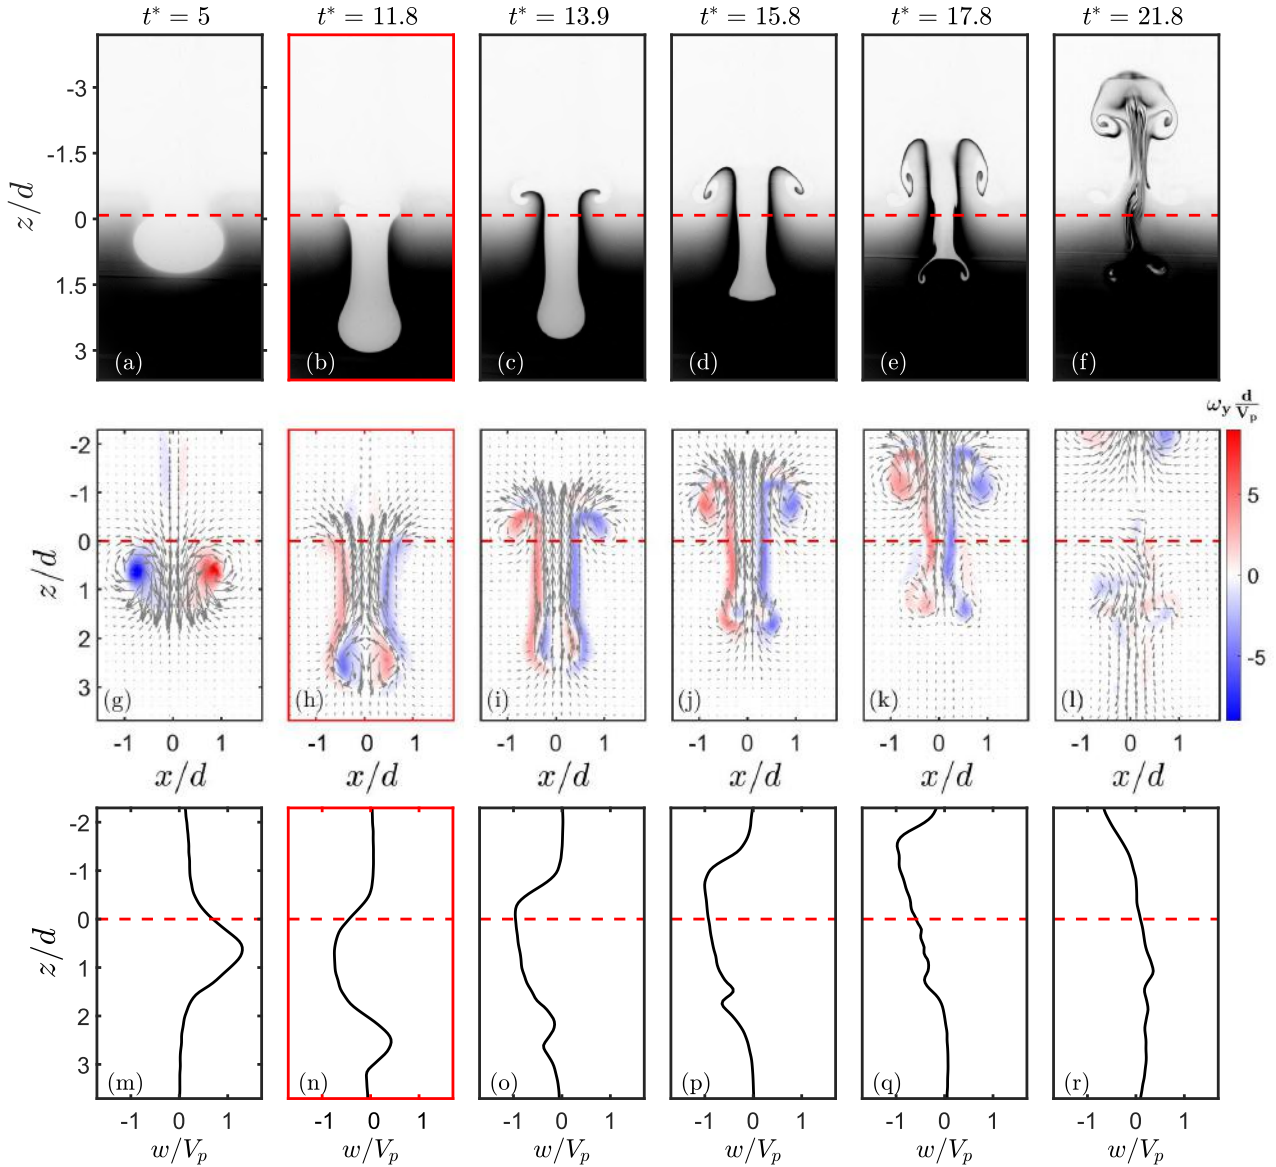 t* = 5 t* = 11.8 t* = 13.9 t* = 15.8 t* = 17.8 t* = 21.8
-3
-1.5
0
1.5
3
z/d
(a) (b) (c) (d) (e) (f)
ω_y d/V_p
-2
-1
0
1
2
3
z/d
5
0
-5
(g) (h) (i) (j) (k) (l)
-1 0 1 -1 0 1 -1 0 1 -1 0 1 -1 0 1 -1 0 1
x/d x/d x/d x/d x/d x/d
-2
-1
0
1
2
3
z/d
(m) (n) (o) (p) (q) (r)
-1 0 1 -1 0 1 -1 0 1 -1 0 1 -1 0 1 -1 0 1
w/V_p w/V_p w/V_p w/V_p w/V_p w/V_p